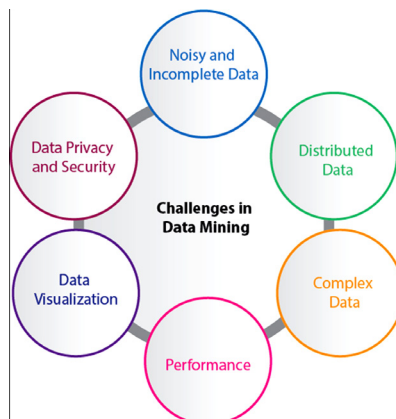 Noisy and
Incomplete Data
Data Privacy
and Security
Distributed
Data
Challenges in
Data Mining
Data
Visualization
Complex
Data
Performance